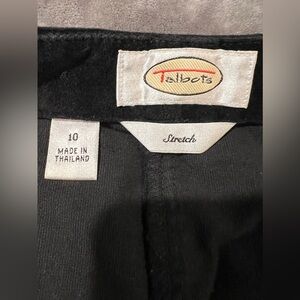 Talbots
Stretch
10
MADE IN
THAILAND